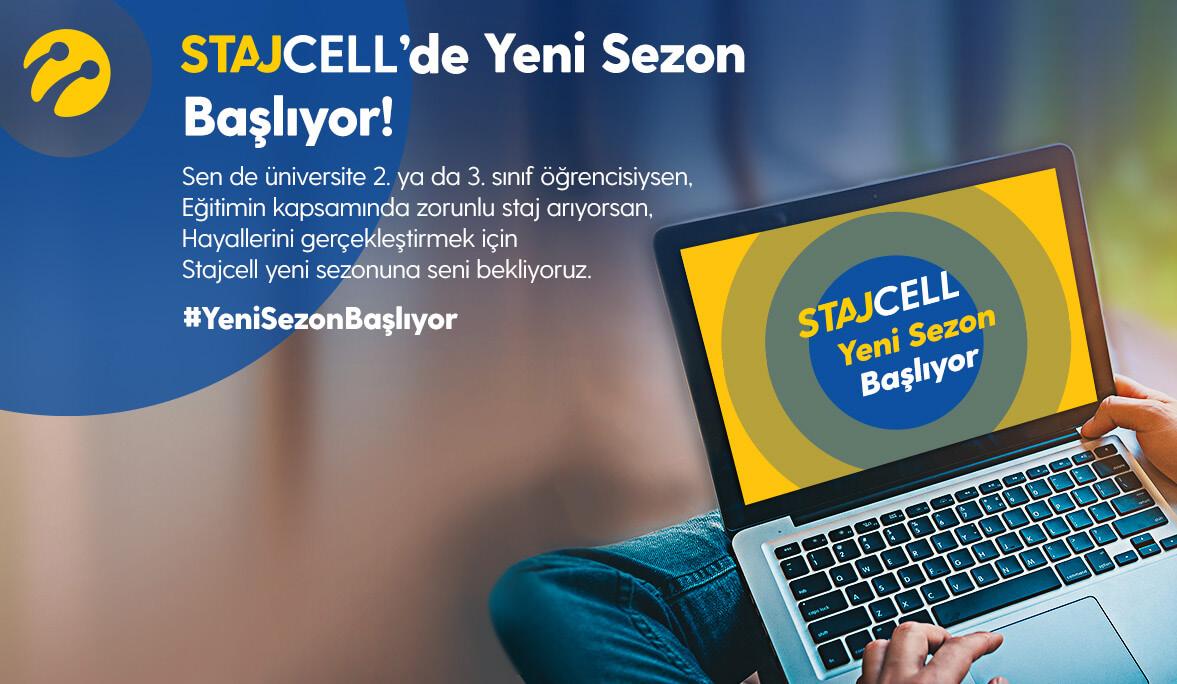 STAJCELL'de Yeni Sezon
Başlıyor!
Sen de üniversite 2. ya da 3. sınıf öğrencisiysen,
Eğitimin kapsamında zorunlu staj arıyorsan,
Hayallerini gerçekleştirmek için
Stajcell yeni sezonuna seni bekliyoruz.
#YeniSezonBaşlıyor
STAJCELL
Yeni Sezon
Başlıyor